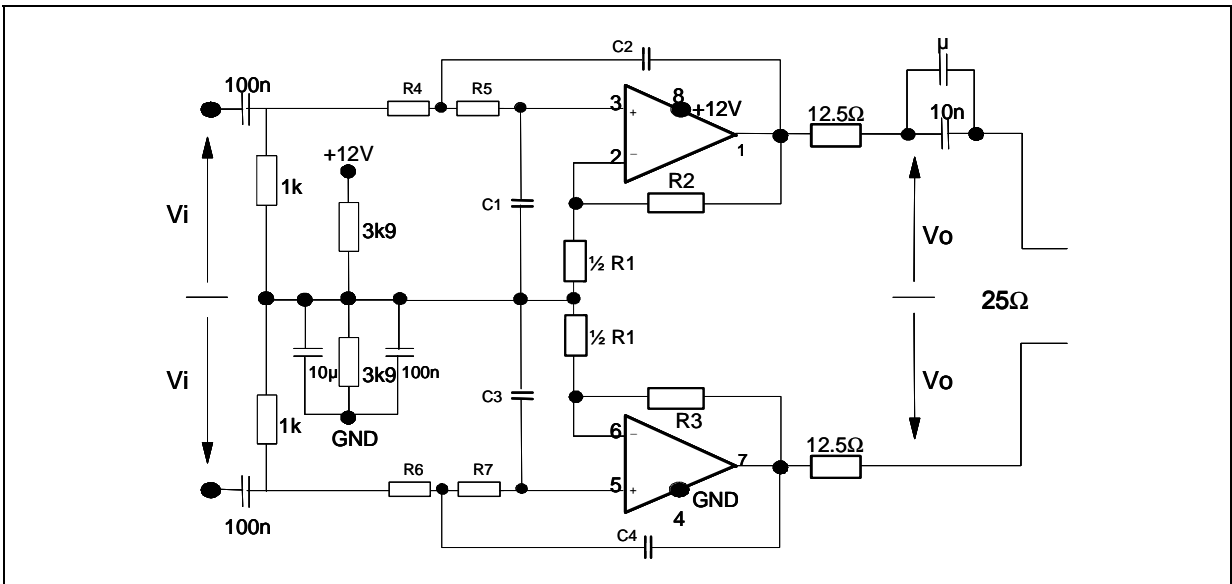 C2
µ
100n
R4
R5
3
+
8
+12V
12.5Ω
10n
1
+12V
2
−
R2
1k
Vi
3k9
C1
½ R1
Vo
25Ω
½ R1
10µ
3k9
100n
Vi
C3
Vo
1k
GND
R3
6
−
12.5Ω
7
R6
R7
5
+
GND
4
100n
C4